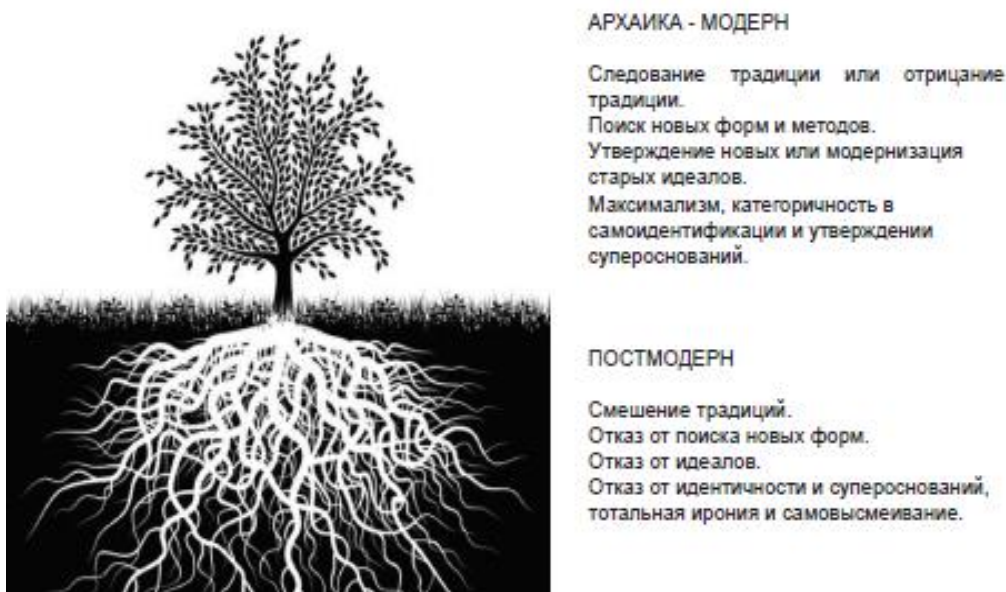 АРХАИКА - МОДЕРН
Следование традиции или отрицание
традиции.
Поиск новых форм и методов.
Утверждение новых или модернизация
старых идеалов.
Максимализм, категоричность в
самоидентификации и утверждении
супероснований.
ПОСТМОДЕРН
Смешение традиций.
Отказ от поиска новых форм.
Отказ от идеалов.
Отказ от идентичности и супероснований,
тотальная ирония и самовысмеивание.